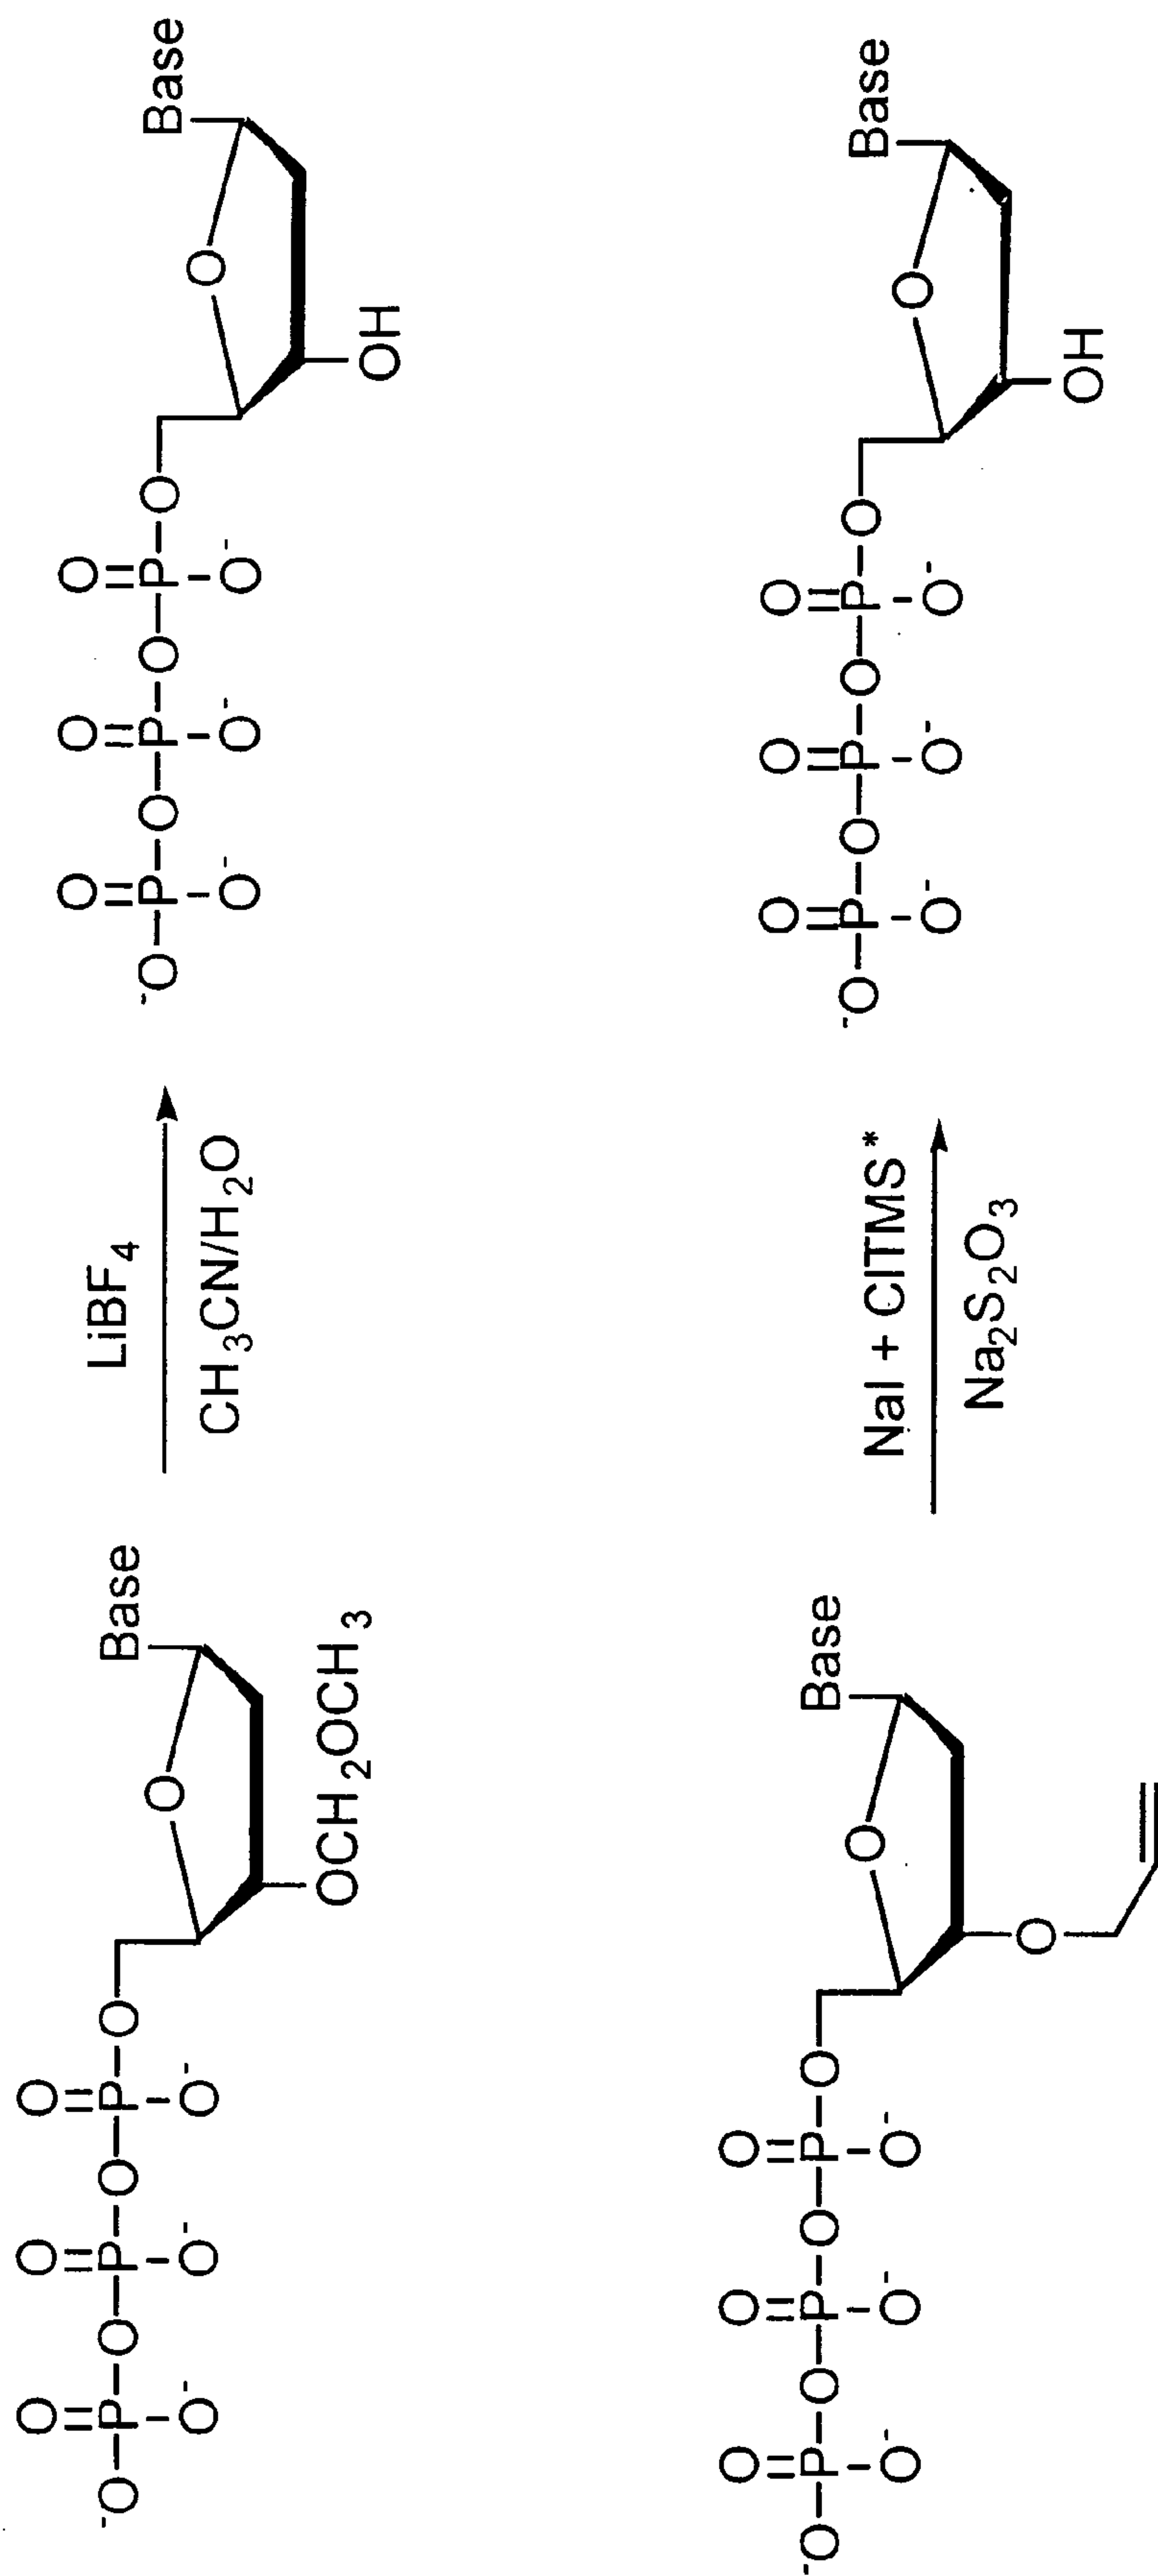 O O O Base
⁻O–P–O–P–O–P–O O
O⁻ O⁻ O⁻
OCH₂OCH₃
LiBF₄
CH₃CN/H₂O
O O O Base
⁻O–P–O–P–O–P–O O
O⁻ O⁻ O⁻
OH
O O O Base
⁻O–P–O–P–O–P–O O
O⁻ O⁻ O⁻
O
NaI + ClTMS*
Na₂S₂O₃
O O O Base
⁻O–P–O–P–O–P–O O
O⁻ O⁻ O⁻
OH